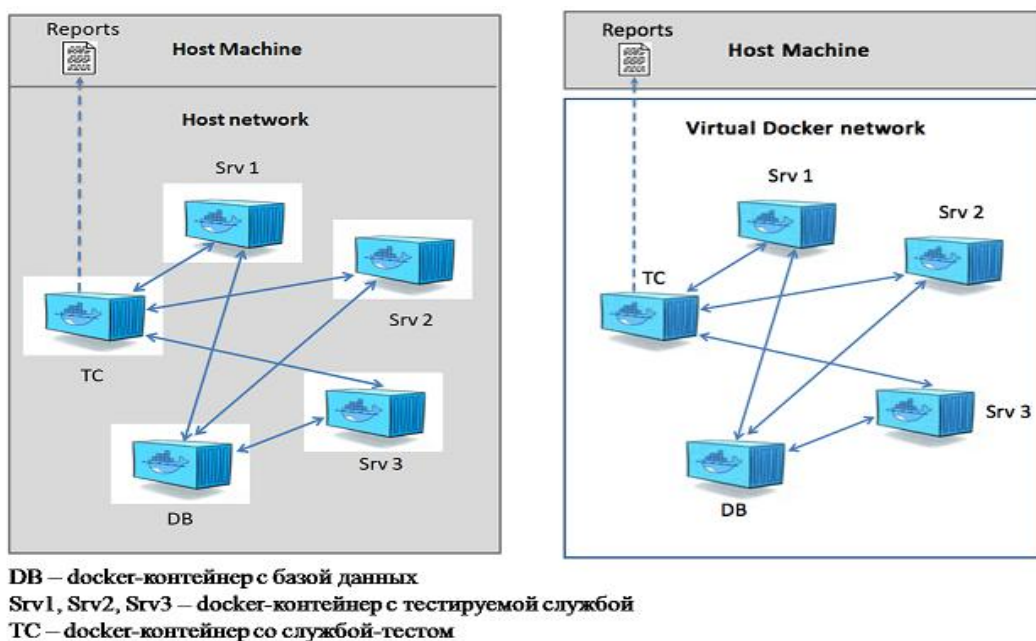 Reports
Host Machine
Host network
Srv 1
Srv 2
TC
Srv 3
DB
Reports
Host Machine
Virtual Docker network
Srv 1
Srv 2
TC
Srv 3
DB
DB – docker-контейнер с базой данных
Srv1, Srv2, Srv3 – docker-контейнер с тестируемой службой
TC – docker-контейнер со службой-тестом